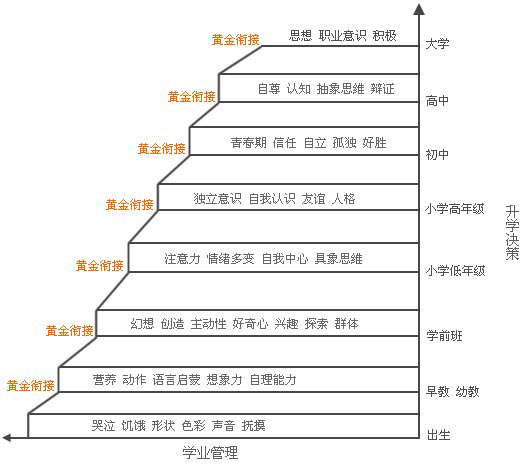 黄金衔接 思想 职业意识 积极 大学
黄金衔接 自尊 认知 抽象思维 辩证 高中
黄金衔接 青春期 信任 自立 孤独 好胜 初中
黄金衔接 独立意识 自我认识 友谊 人格 小学高年级
黄金衔接 注意力 情绪多变 自我中心 具象思维 小学低年级
黄金衔接 幻想 创造 主动性 好奇心 兴趣 探索 群体 学前班
黄金衔接 营养 动作 语言启蒙 想象力 自理能力 早教 幼教
哭泣 饥饿 形状 色彩 声音 抚摸 出生
学业管理
升学决策